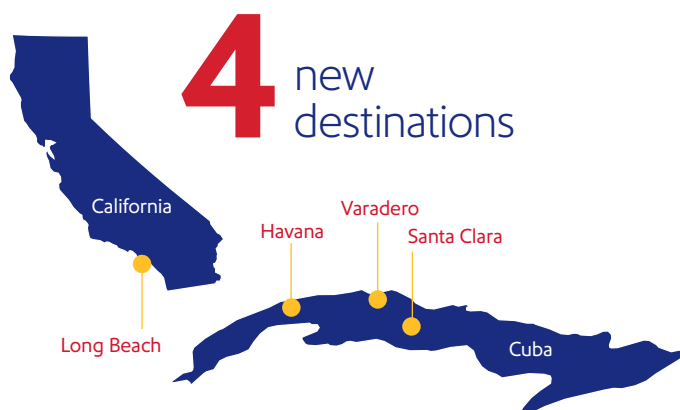 4
new
destinations
California
Varadero
Havana
Santa Clara
Long Beach
Cuba